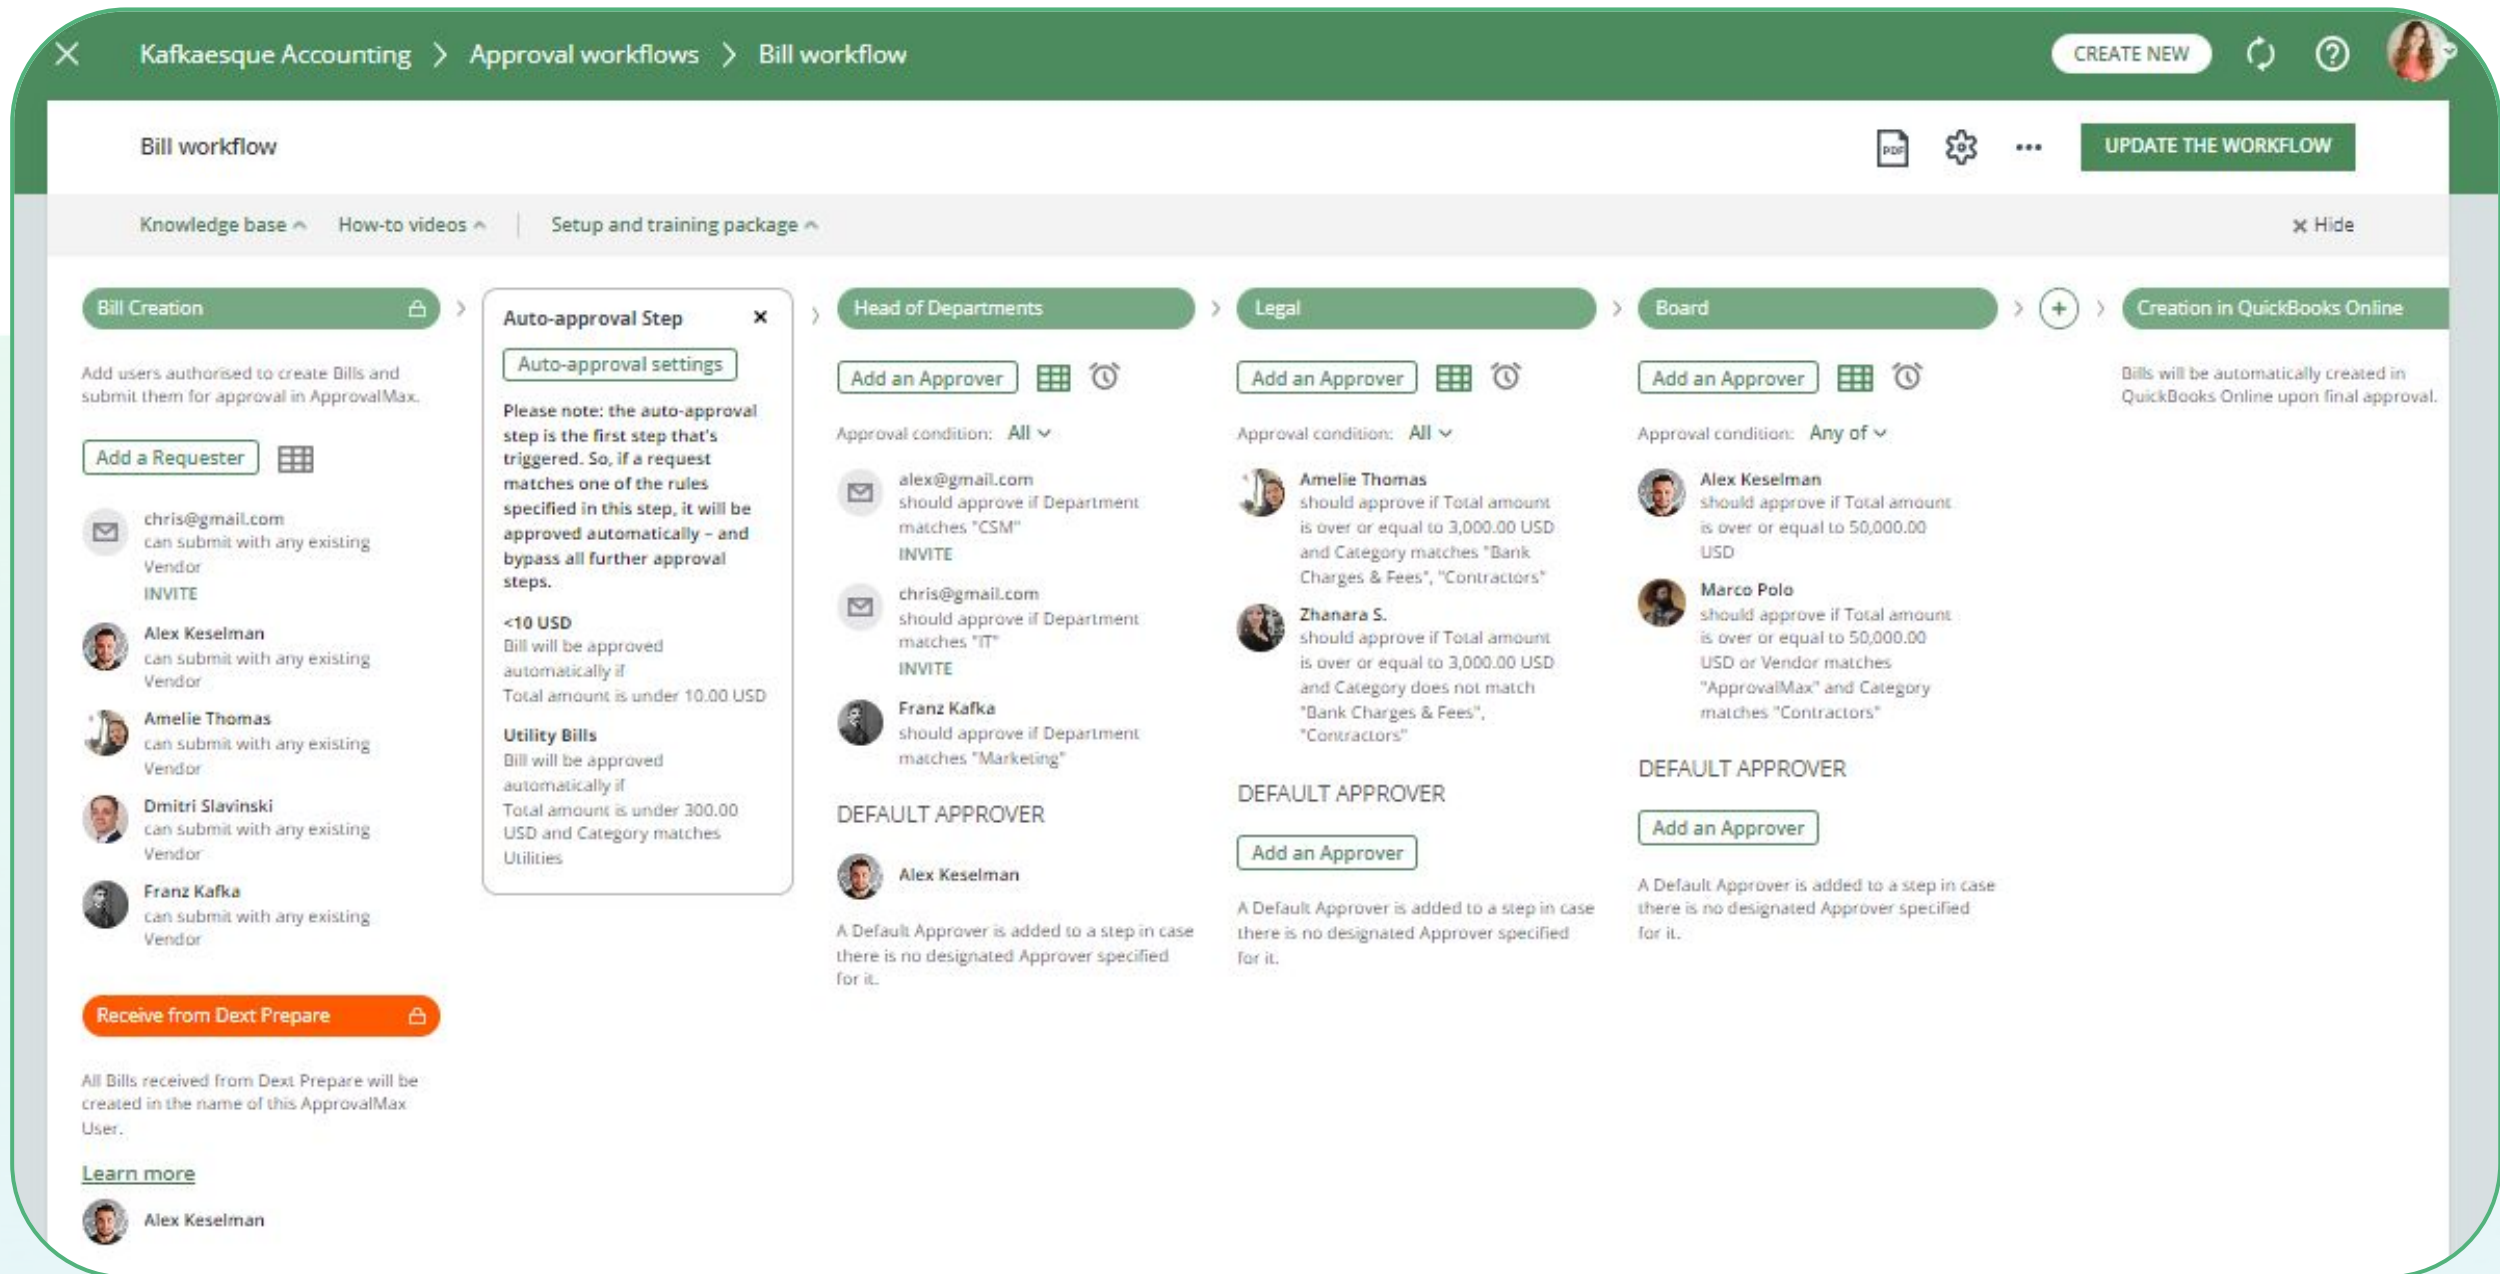 Kafkaesque Accounting > Approval workflows > Bill workflow
CREATE NEW
Bill workflow
PDF
UPDATE THE WORKFLOW
Knowledge base
How-to videos
Setup and training package
Hide
Bill Creation
Add users authorised to create Bills and
submit them for approval in ApprovalMax.
Add a Requester
chris@gmail.com
can submit with any existing
Vendor
INVITE
Alex Keselman
can submit with any existing
Vendor
Amelie Thomas
can submit with any existing
Vendor
Dmitri Slavinski
can submit with any existing
Vendor
Franz Kafka
can submit with any existing
Vendor
Receive from Dext Prepare
All Bills received from Dext Prepare will be
created in the name of this ApprovalMax
User.
Learn more
Alex Keselman
Auto-approval Step
Auto-approval settings
Please note: the auto-approval
step is the first step that's
triggered. So, if a request
matches one of the rules
specified in this step, it will be
approved automatically – and
bypass all further approval
steps.
<10 USD
Bill will be approved
automatically if
Total amount is under 10.00 USD
Utility Bills
Bill will be approved
automatically if
Total amount is under 300.00
USD and Category matches
Utilities
Head of Departments
Add an Approver
Approval condition: All
alex@gmail.com
should approve if Department
matches "CSM"
INVITE
chris@gmail.com
should approve if Department
matches "IT"
INVITE
Franz Kafka
should approve if Department
matches "Marketing"
DEFAULT APPROVER
Alex Keselman
A Default Approver is added to a step in case
there is no designated Approver specified
for it.
Legal
Add an Approver
Approval condition: All
Amelie Thomas
should approve if Total amount
is over or equal to 3,000.00 USD
and Category matches "Bank
Charges & Fees", "Contractors"
Zhanara S.
should approve if Total amount
is over or equal to 3,000.00 USD
and Category does not match
"Bank Charges & Fees",
"Contractors"
DEFAULT APPROVER
Add an Approver
A Default Approver is added to a step in case
there is no designated Approver specified
for it.
Board
Add an Approver
Approval condition: Any of
Alex Keselman
should approve if Total amount
is over or equal to 50,000.00
USD
Marco Polo
should approve if Total amount
is over or equal to 50,000.00
USD or Vendor matches
"ApprovalMax" and Category
matches "Contractors"
DEFAULT APPROVER
Add an Approver
A Default Approver is added to a step in case
there is no designated Approver specified
for it.
Creation in QuickBooks Online
Bills will be automatically created in
QuickBooks Online upon final approval.